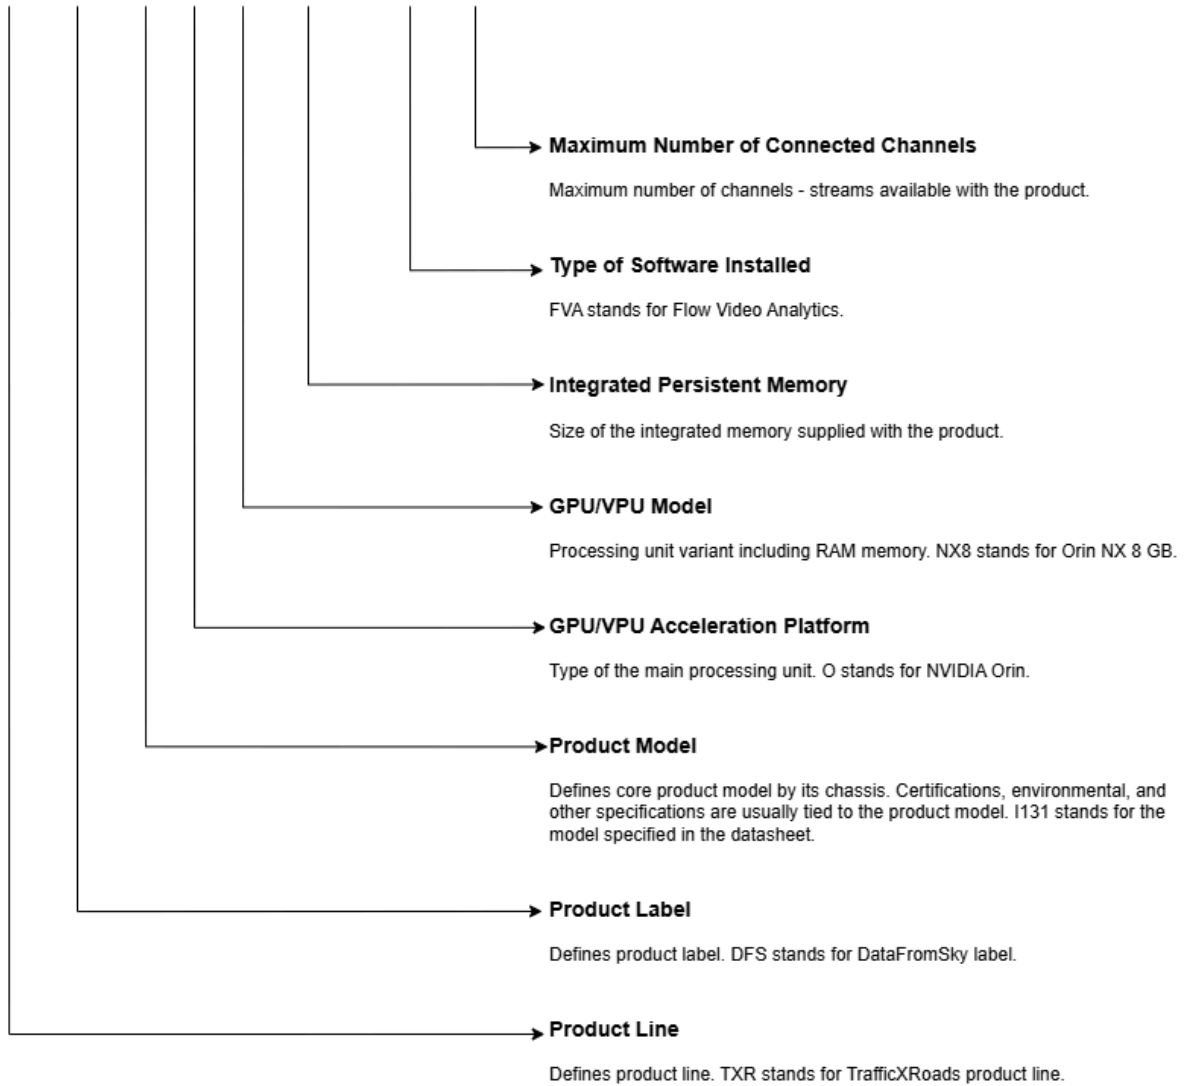 Maximum Number of Connected Channels
Maximum number of channels - streams available with the product.
Type of Software Installed
FVA stands for Flow Video Analytics.
Integrated Persistent Memory
Size of the integrated memory supplied with the product.
GPU/VPU Model
Processing unit variant including RAM memory. NX8 stands for Orin NX 8 GB.
GPU/VPU Acceleration Platform
Type of the main processing unit. O stands for NVIDIA Orin.
Product Model
Defines core product model by its chassis. Certifications, environmental, and
other specifications are usually tied to the product model. I131 stands for the
model specified in the datasheet.
Product Label
Defines product label. DFS stands for DataFromSky label.
Product Line
Defines product line. TXR stands for TrafficXRoads product line.